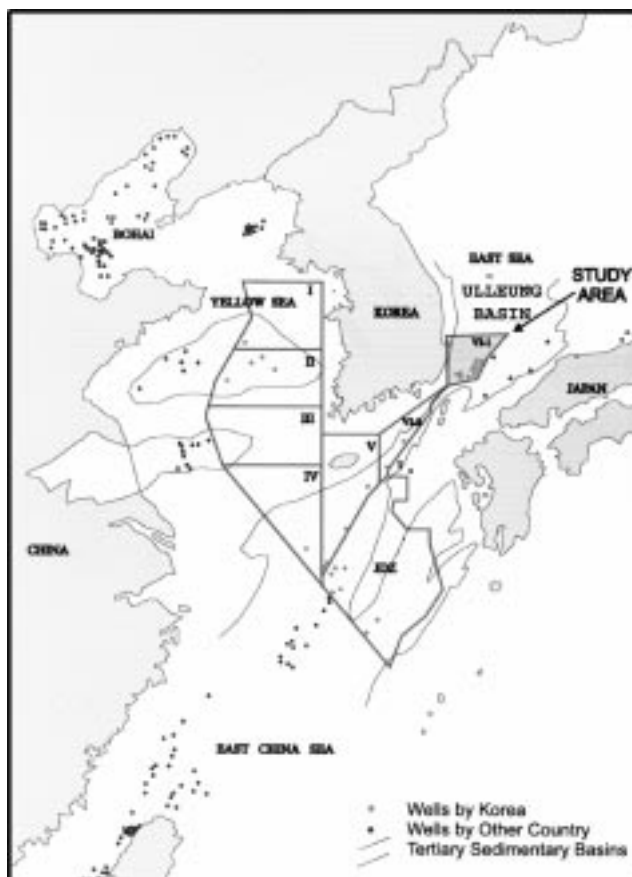 BOHAI
EAST SEA
ULLEUNG
BASIN
STUDY
AREA
YELLOW SEA
I
KOREA
VI-1
II
JAPAN
III
VI-2
V
IV
CHINA
JDZ
EAST CHINA SEA
Wells by Korea
Wells by Other Country
Tertiary Sedimentary Basins